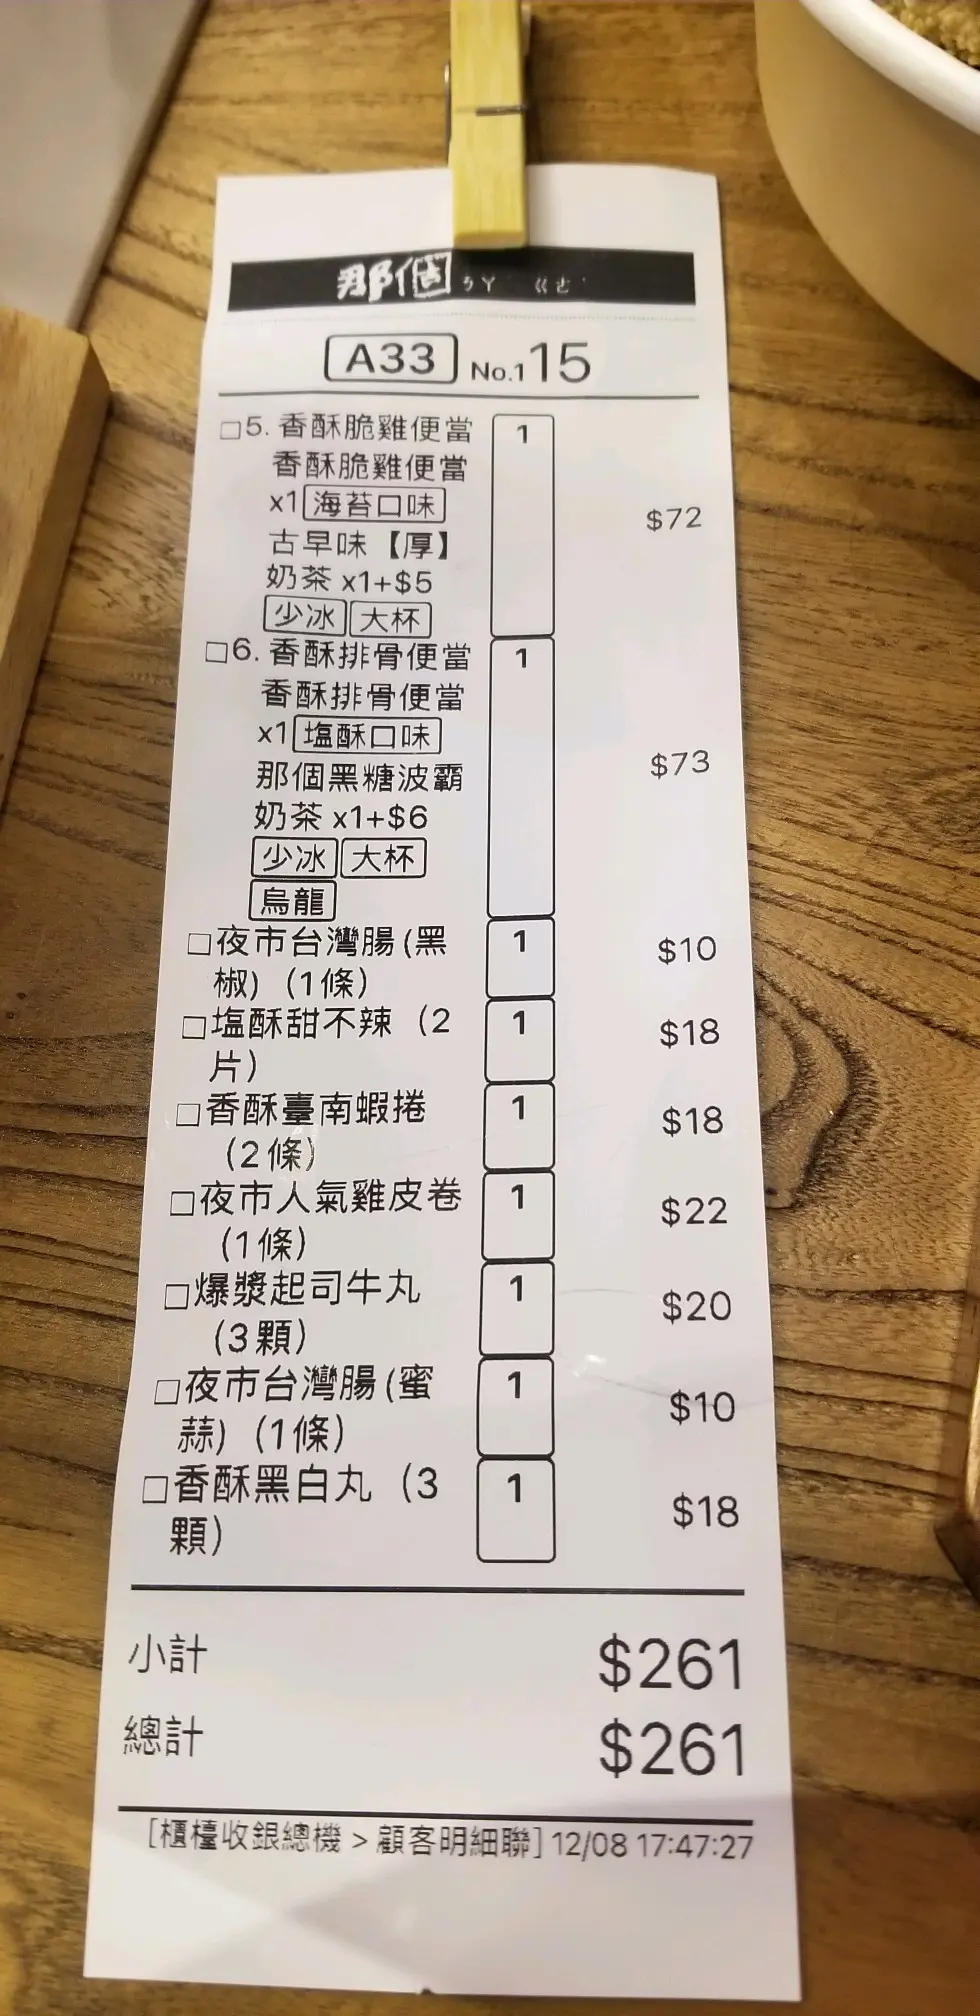 那個 ㄋㄚˋ ㄍㄜ˙
A33 No.115
□5. 香酥脆雞便當 1
香酥脆雞便當
x1 海苔口味 $72
古早味【厚】
奶茶 x1+$5
少冰 大杯
□6. 香酥排骨便當 1
香酥排骨便當
x1 塩酥口味
那個黑糖波霸 $73
奶茶 x1+$6
少冰 大杯
烏龍
□夜市台灣腸(黑 1 $10
椒) (1條)
□塩酥甜不辣 (2 1 $18
片)
□香酥臺南蝦捲 1 $18
(2條)
□夜市人氣雞皮卷 1 $22
(1條)
□爆漿起司牛丸 1 $20
(3顆)
□夜市台灣腸(蜜 1 $10
蒜) (1條)
□香酥黑白丸 (3 1 $18
顆)
小計 $261
總計 $261
[櫃檯收銀總機 > 顧客明細聯] 12/08 17:47:27